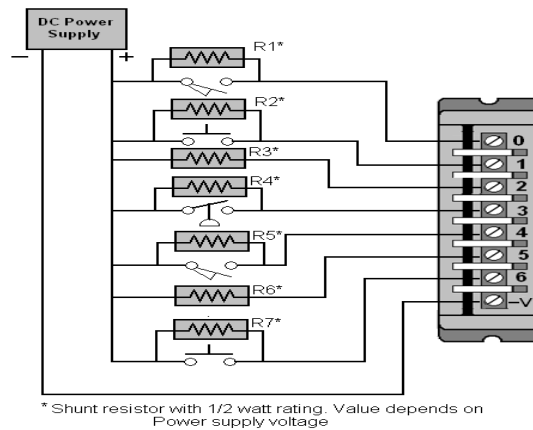 DC Power
Supply
− +
R1*
R2*
R3*
R4*
R5*
R6*
R7*
0
1
2
3
4
5
6
−V
* Shunt resistor with 1/2 watt rating. Value depends on
Power supply voltage